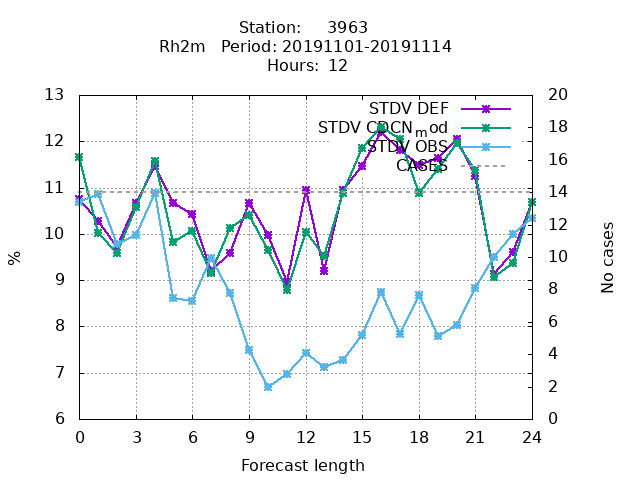 Station: 3963
Rh2m Period: 20191101-20191114
Hours: 12
13
12
11
10
9
8
7
6
%
20
18
16
14
12
10
8
6
4
2
0
No cases
STDV DEF
STDV CDCN_mod
STDV OBS
CASES
0 3 6 9 12 15 18 21 24
Forecast length